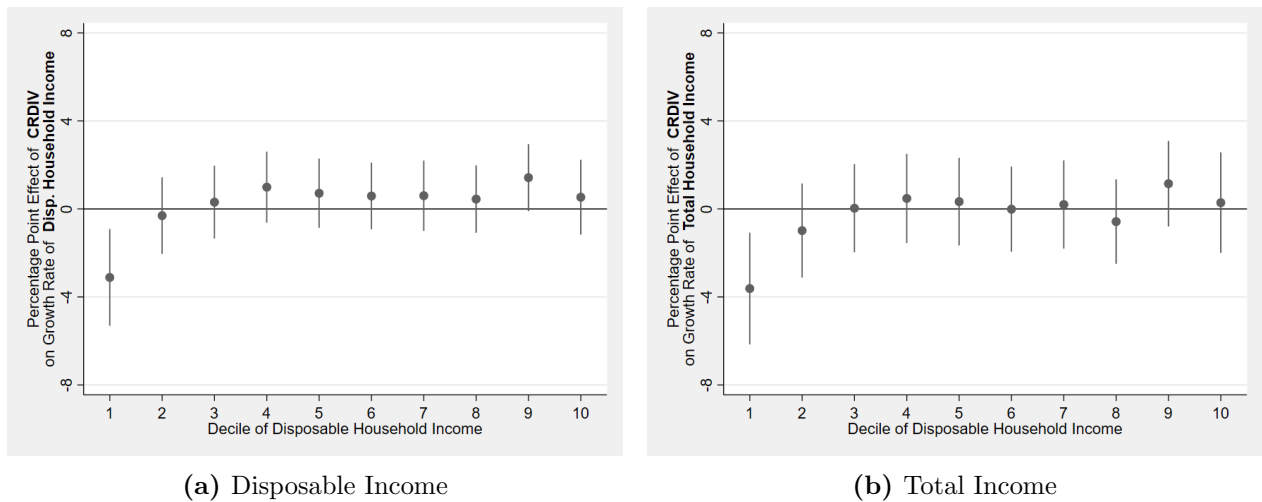 Percentage Point Effect of CRDIV
on Growth Rate of Disp. Household Income
8
4
0
-4
-8
1 2 3 4 5 6 7 8 9 10
Decile of Disposable Household Income
(a) Disposable Income
Percentage Point Effect of CRDIV
on Growth Rate of Total Household Income
8
4
0
-4
-8
1 2 3 4 5 6 7 8 9 10
Decile of Disposable Household Income
(b) Total Income